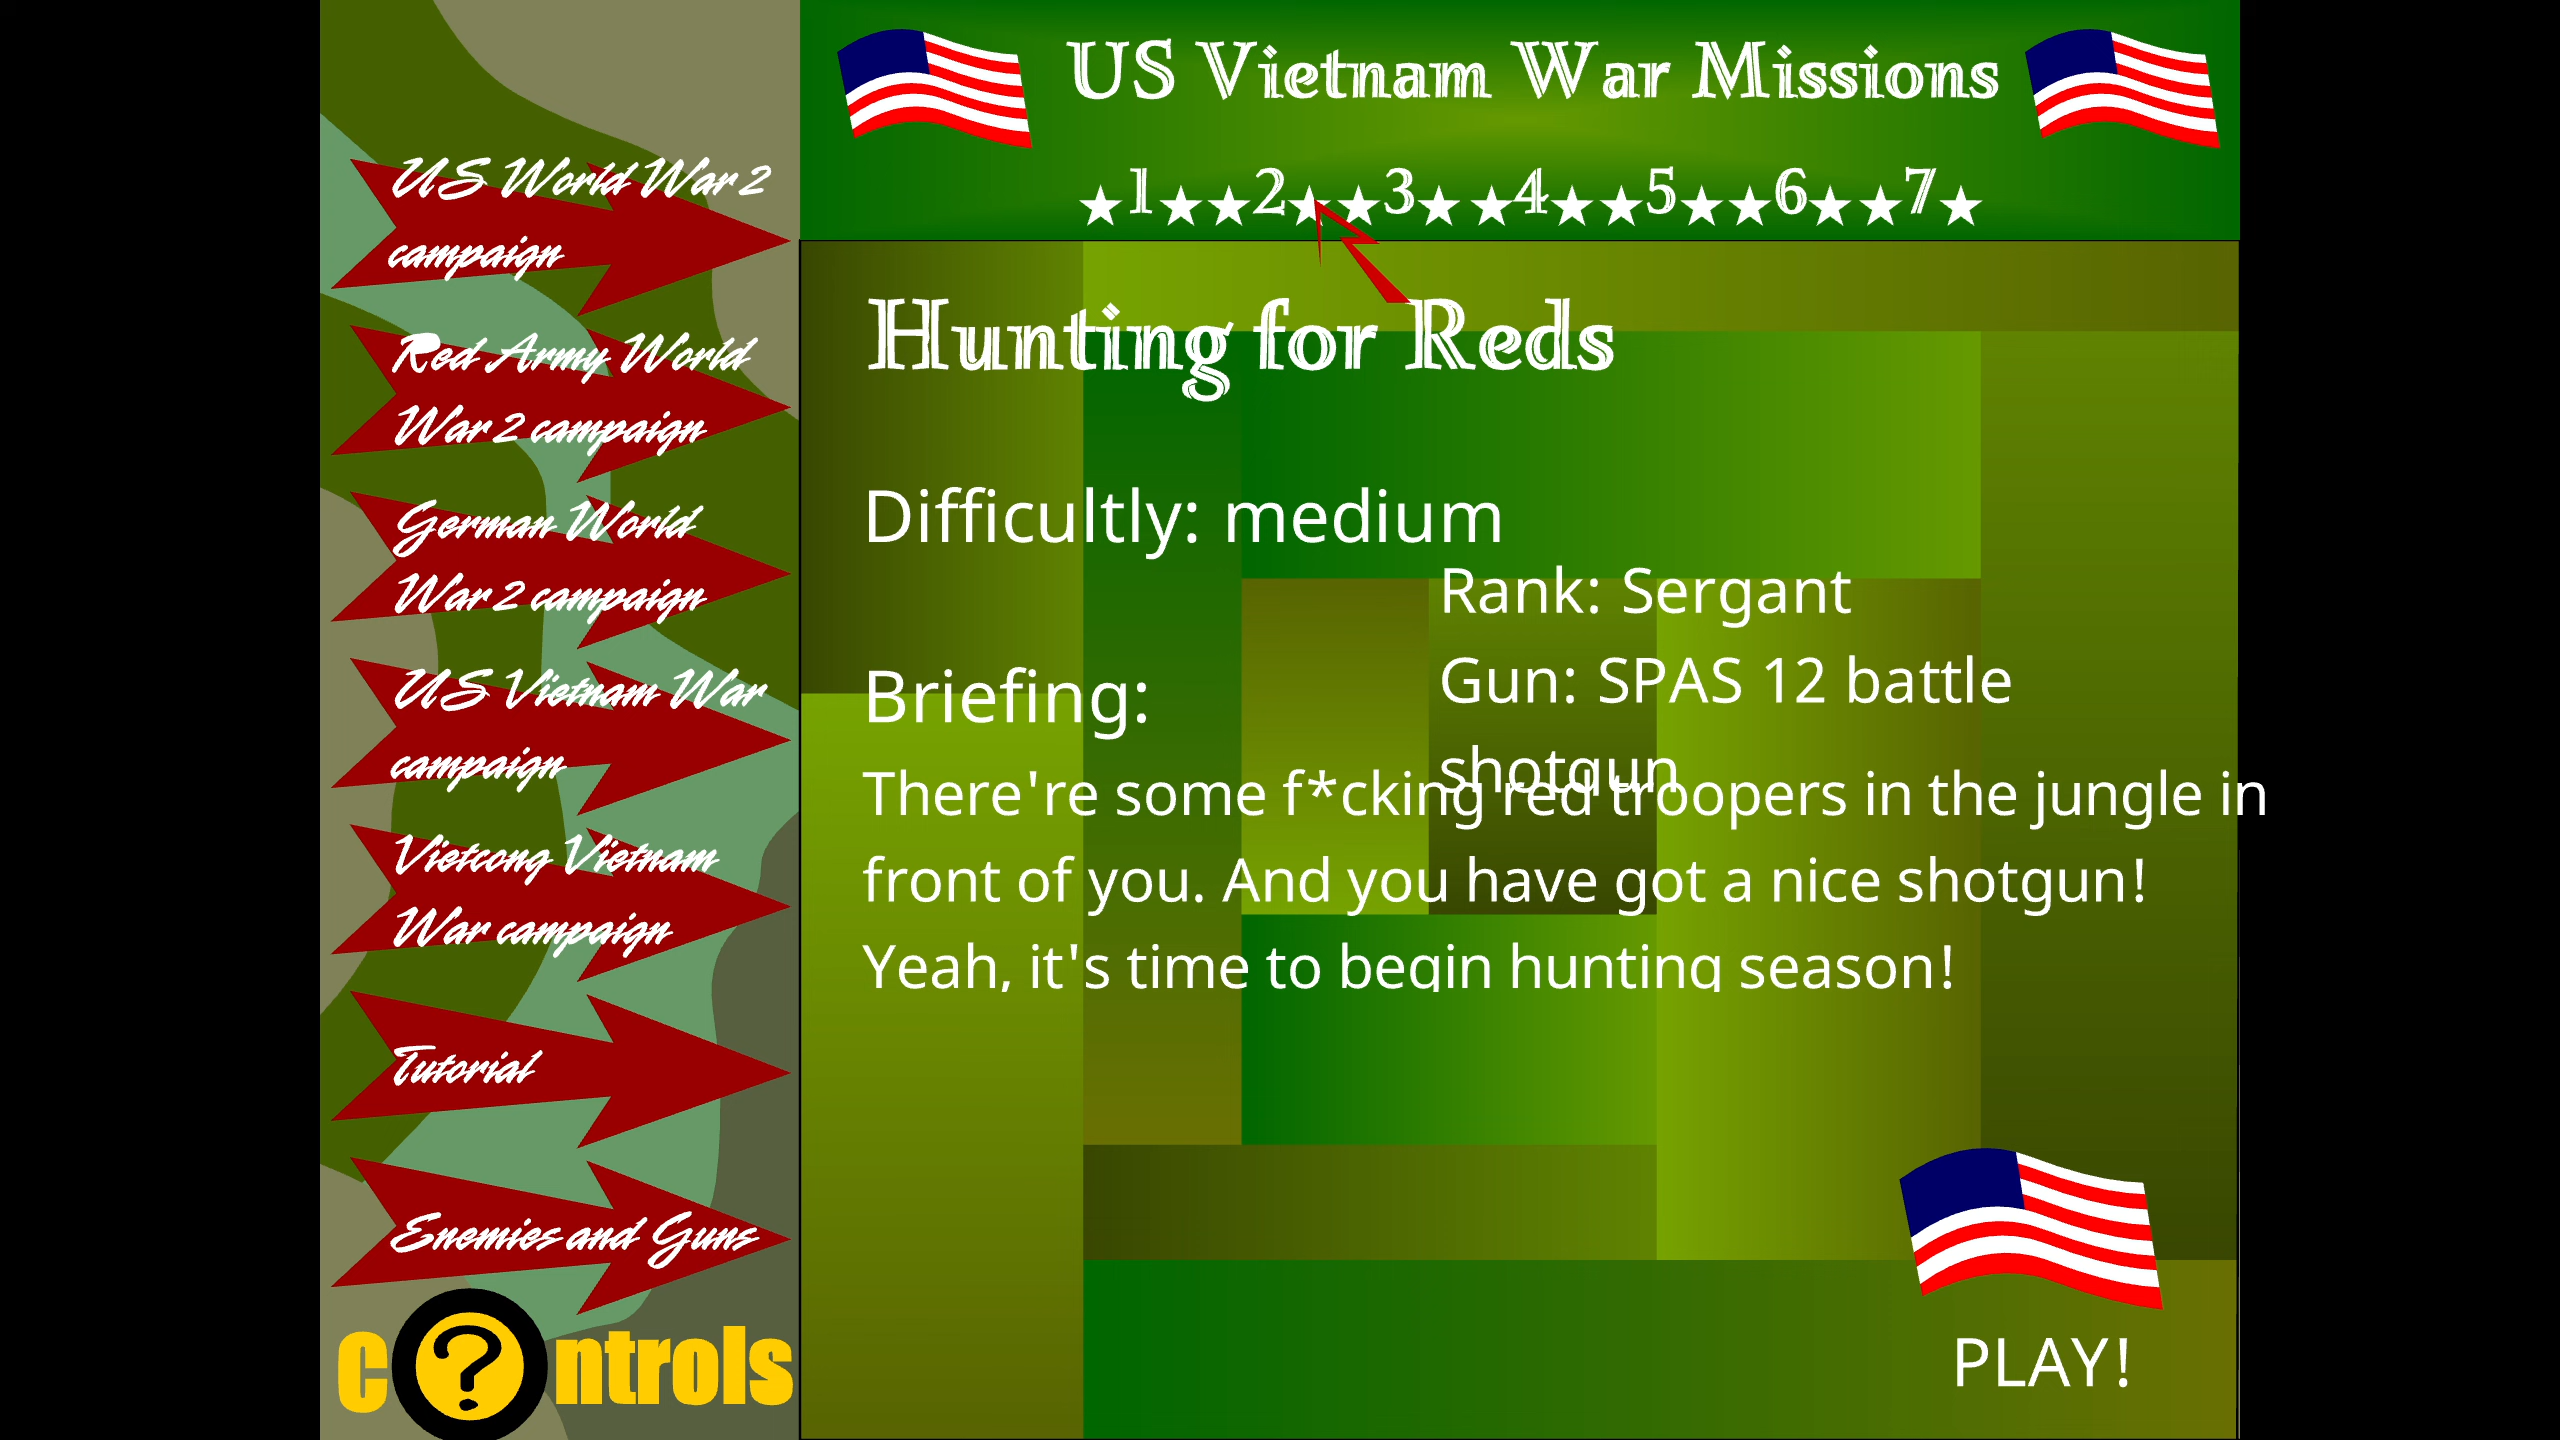 US World War 2
campaign
Red Army World
War 2 campaign
German World
War 2 campaign
US Vietnam War
campaign
Vietcong Vietnam
War campaign
Tutorial
Enemies and Guns
c?ntrols
US Vietnam War Missions
★1★★2★★3★★4★★5★★6★★7★
Hunting for Reds
Difficultly: medium
Rank: Sergant
Gun: SPAS 12 battle
shotgun
Briefing:
There're some f*cking red troopers in the jungle in
front of you. And you have got a nice shotgun!
Yeah, it's time to begin hunting season!
PLAY!